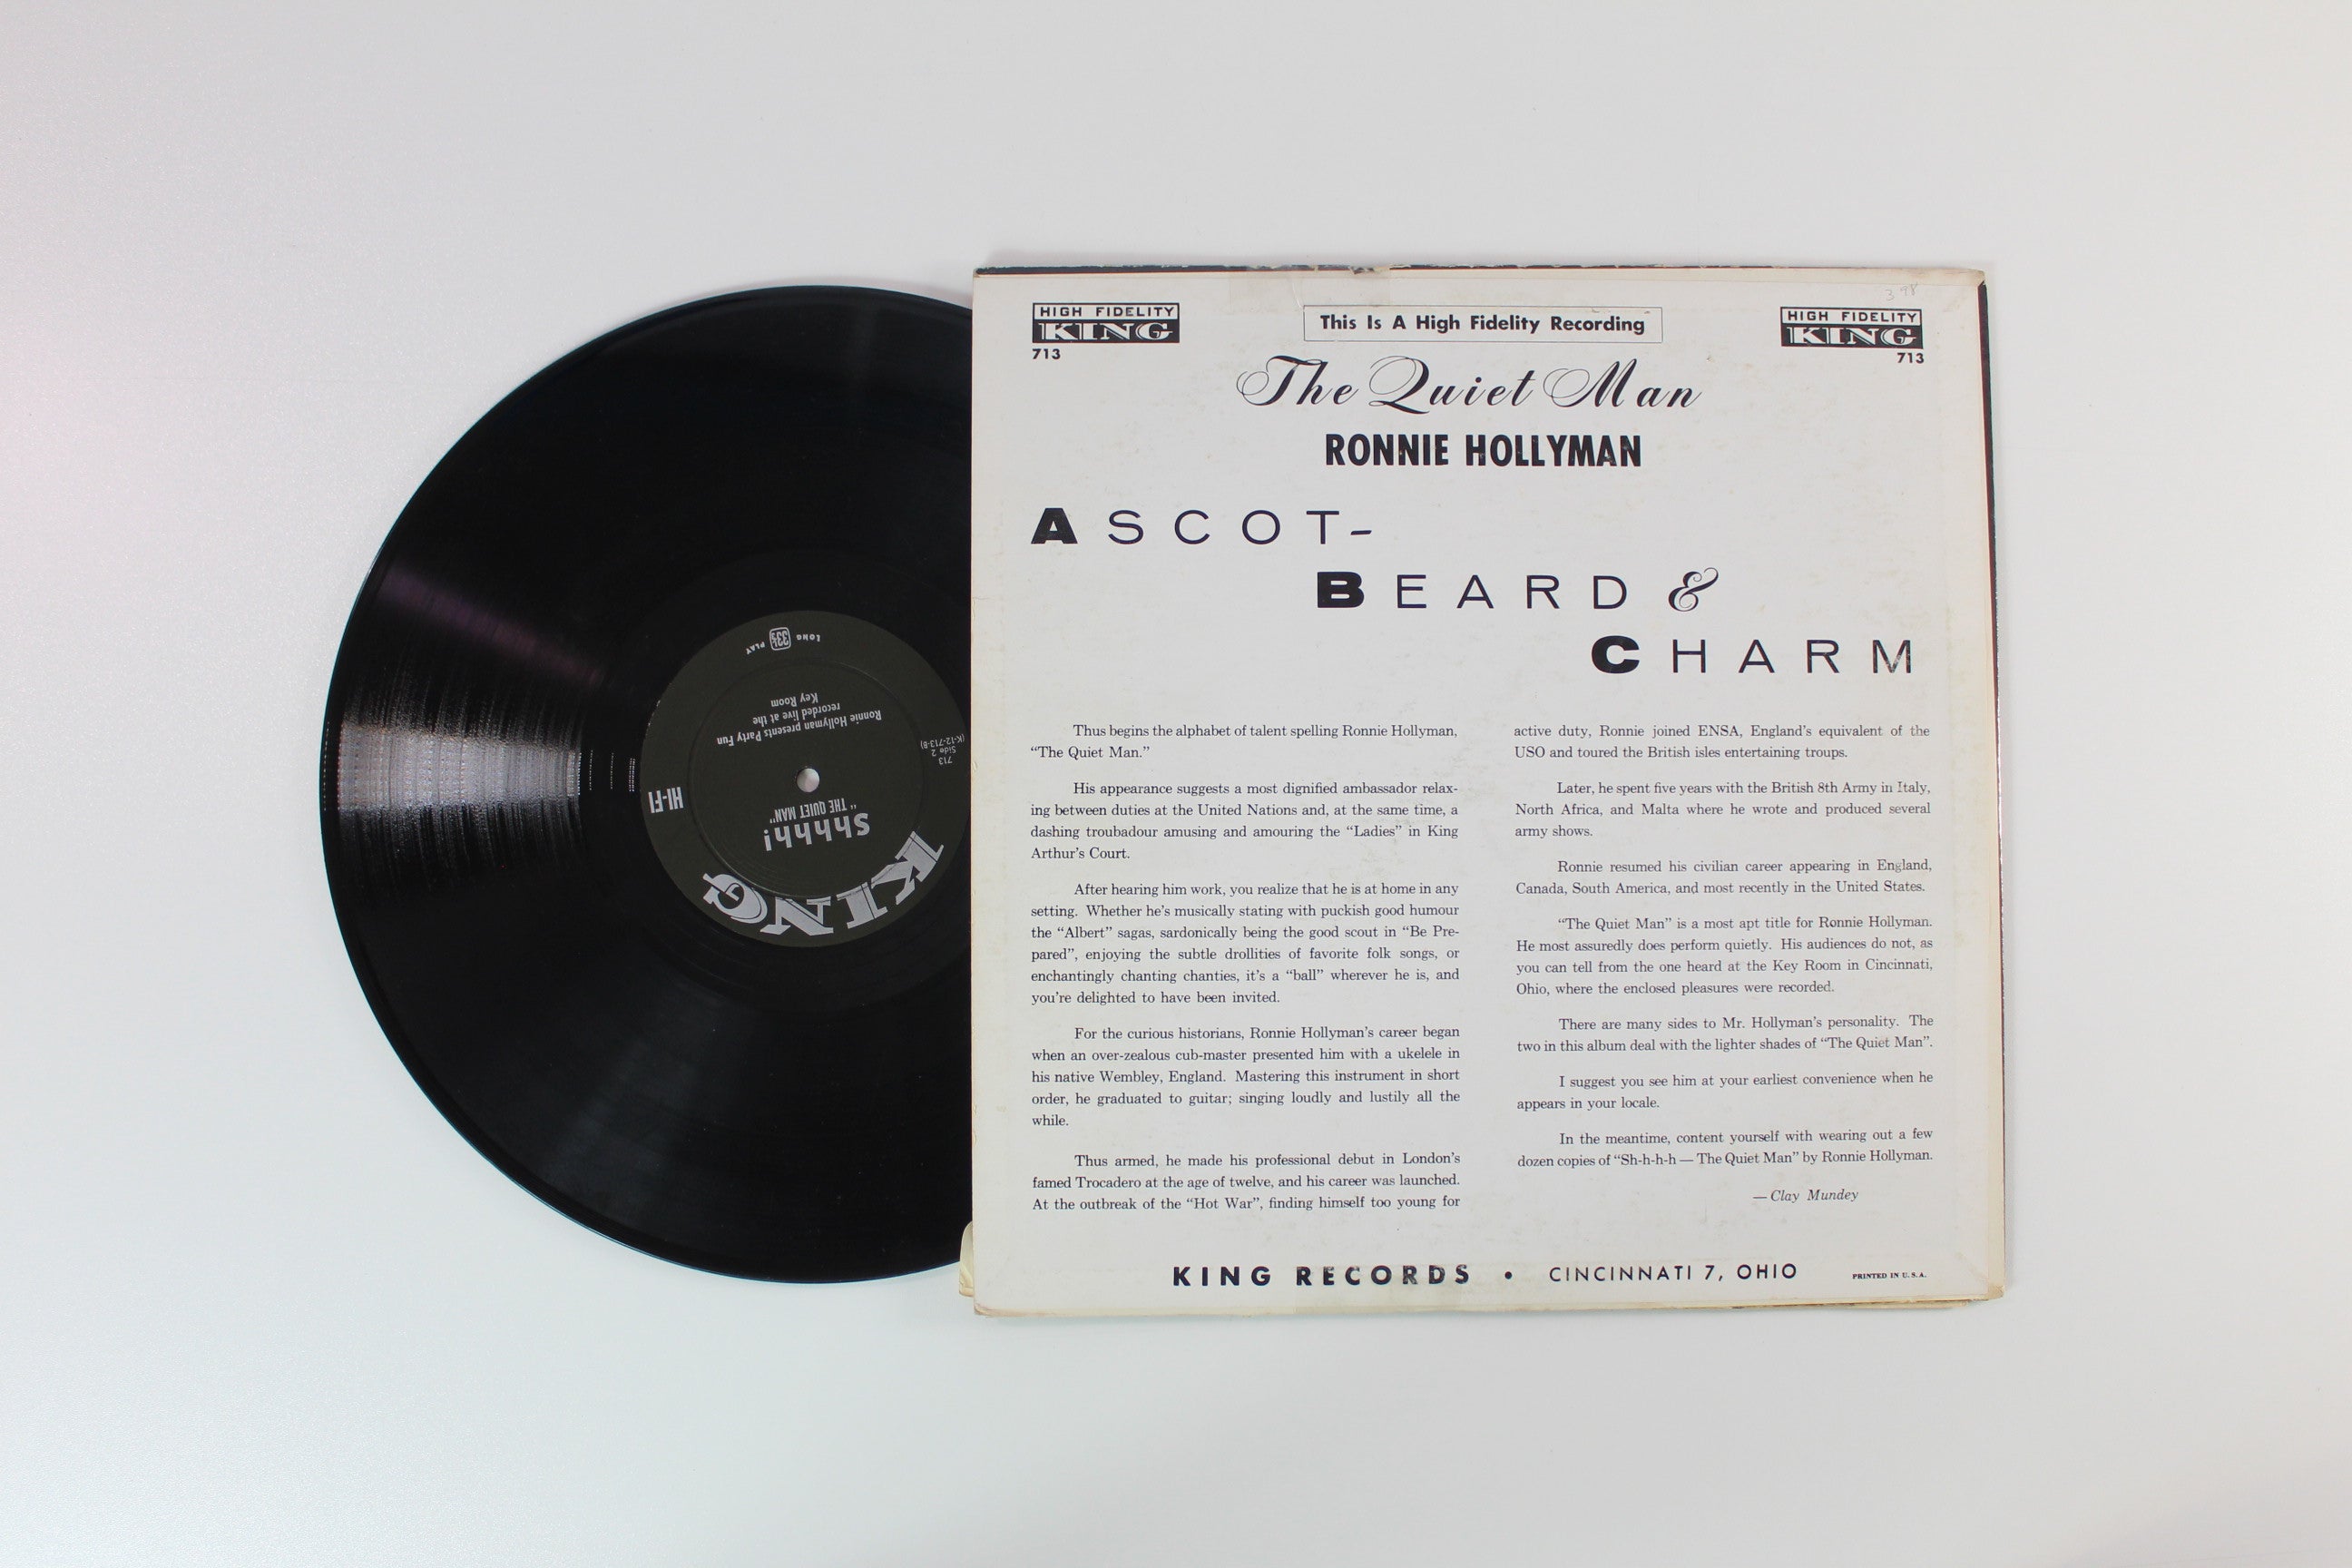 HIGH FIDELITY
KING
713
This Is A High Fidelity Recording
HIGH FIDELITY
KING
713
3 98
The Quiet Man
RONNIE HOLLYMAN
ASCOT-
BEARD &
CHARM
Thus begins the alphabet of talent spelling Ronnie Hollyman,
“The Quiet Man.”
His appearance suggests a most dignified ambassador relax-
ing between duties at the United Nations and, at the same time, a
dashing troubadour amusing and amouring the “Ladies” in King
Arthur’s Court.
After hearing him work, you realize that he is at home in any
setting. Whether he’s musically stating with puckish good humour
the “Albert” sagas, sardonically being the good scout in “Be Pre-
pared”, enjoying the subtle drollities of favorite folk songs, or
enchantingly chanting chanties, it’s a “ball” wherever he is, and
you’re delighted to have been invited.
For the curious historians, Ronnie Hollyman’s career began
when an over-zealous cub-master presented him with a ukelele in
his native Wembley, England. Mastering this instrument in short
order, he graduated to guitar; singing loudly and lustily all the
while.
Thus armed, he made his professional debut in London’s
famed Trocadero at the age of twelve, and his career was launched.
At the outbreak of the “Hot War”, finding himself too young for
active duty, Ronnie joined ENSA, England’s equivalent of the
USO and toured the British isles entertaining troups.
Later, he spent five years with the British 8th Army in Italy,
North Africa, and Malta where he wrote and produced several
army shows.
Ronnie resumed his civilian career appearing in England,
Canada, South America, and most recently in the United States.
“The Quiet Man” is a most apt title for Ronnie Hollyman.
He most assuredly does perform quietly. His audiences do not, as
you can tell from the one heard at the Key Room in Cincinnati,
Ohio, where the enclosed pleasures were recorded.
There are many sides to Mr. Hollyman’s personality. The
two in this album deal with the lighter shades of “The Quiet Man”.
I suggest you see him at your earliest convenience when he
appears in your locale.
In the meantime, content yourself with wearing out a few
dozen copies of “Sh-h-h-h — The Quiet Man” by Ronnie Hollyman.
— Clay Mundey
KING RECORDS • CINCINNATI 7, OHIO
PRINTED IN U.S.A.
KING
Shhhh!
"THE QUIET MAN"
HI-FI
713
Side 2
(K-12-713-B)
Ronnie Hollyman presents Party Fun
recorded live at the
Key Room
LONG 33⅓ PLAY